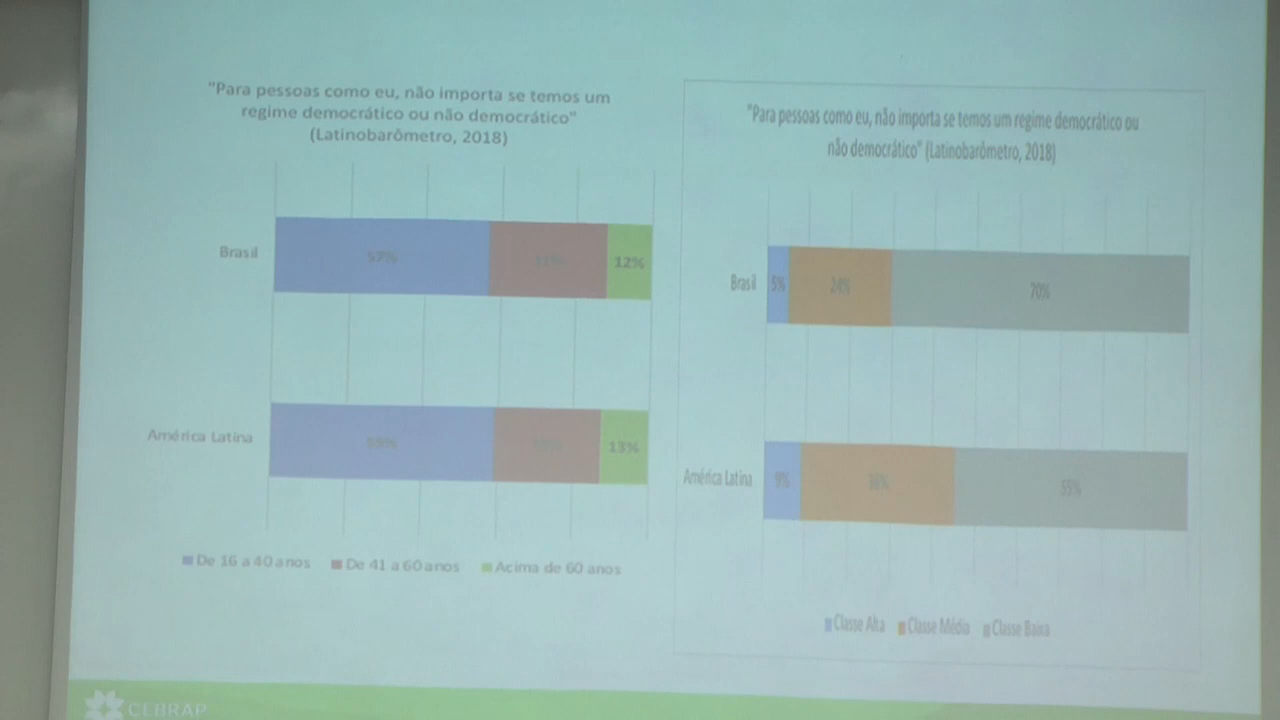 "Para pessoas como eu, não importa se temos um
regime democrático ou não democrático"
(Latinobarômetro, 2018)
Brasil
57%
12%
América Latina
13%
De 16 a 40 anos
De 41 a 60 anos
Acima de 60 anos
"Para pessoas como eu, não importa se temos um regime democrático ou
não democrático" (Latinobarômetro, 2018)
Brasil
5%
24%
70%
América Latina
9%
55%
Classe Alta
Classe Média
Classe Baixa
CEBRAP